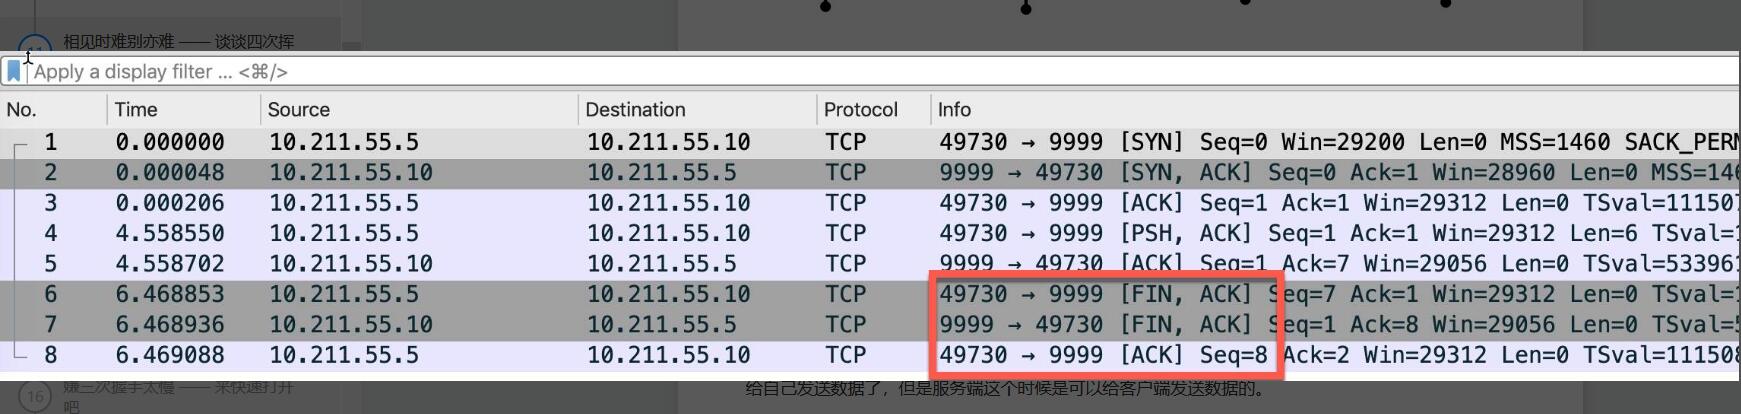 11
相见时难别亦难 —— 谈谈四次挥
Apply a display filter ... <⌘/>
No. Time Source Destination Protocol Info
1 0.000000 10.211.55.5 10.211.55.10 TCP 49730 → 9999 [SYN] Seq=0 Win=29200 Len=0 MSS=1460 SACK_PERM
2 0.000048 10.211.55.10 10.211.55.5 TCP 9999 → 49730 [SYN, ACK] Seq=0 Ack=1 Win=28960 Len=0 MSS=146
3 0.000206 10.211.55.5 10.211.55.10 TCP 49730 → 9999 [ACK] Seq=1 Ack=1 Win=29312 Len=0 TSval=111507
4 4.558550 10.211.55.5 10.211.55.10 TCP 49730 → 9999 [PSH, ACK] Seq=1 Ack=1 Win=29312 Len=6 TSval=1
5 4.558702 10.211.55.10 10.211.55.5 TCP 9999 → 49730 [ACK] Seq=1 Ack=7 Win=29056 Len=0 TSval=533961
6 6.468853 10.211.55.5 10.211.55.10 TCP 49730 → 9999 [FIN, ACK] Seq=7 Ack=1 Win=29312 Len=0 TSval=1
7 6.468936 10.211.55.10 10.211.55.5 TCP 9999 → 49730 [FIN, ACK] Seq=1 Ack=8 Win=29056 Len=0 TSval=5
8 6.469088 10.211.55.5 10.211.55.10 TCP 49730 → 9999 [ACK] Seq=8 Ack=2 Win=29312 Len=0 TSval=111508
16
嫌三次握手太慢 —— 来快速打开
吧
给自己发送数据了，但是服务端这个时候是可以给客户端发送数据的。